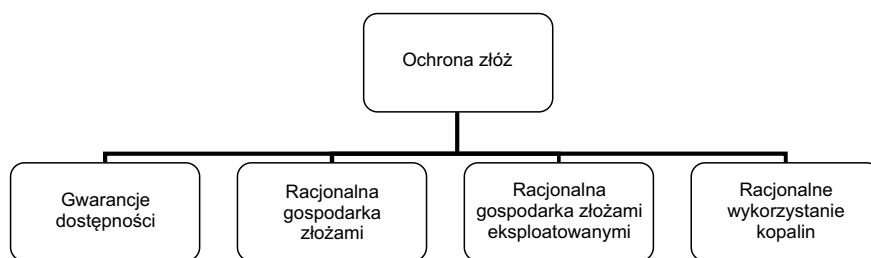 Ochrona złóż
Gwarancje
dostępności
Racjonalna
gospodarka
złożami
Racjonalna
gospodarka złożami
eksploatowanymi
Racjonalne
wykorzystanie
kopalin